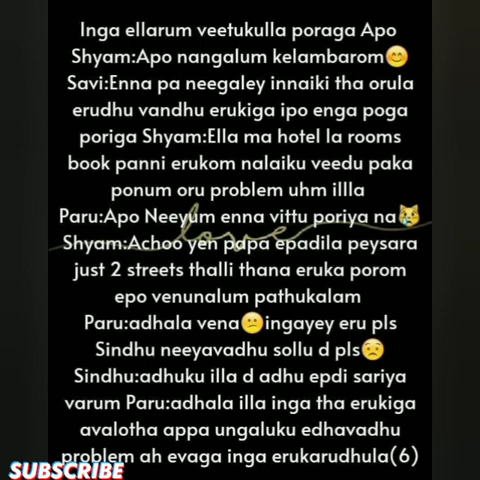 Inga ellarum veetukulla poraga Apo
Shyam:Apo nangalum kelambarom😊
Savi:Enna pa neegaley innaiki tha orula
erudhu vandhu erukiga ipo enga poga
poriga Shyam:Ella ma hotel la rooms
book panni erukom nalaiku veedu paka
ponum oru problem uhm illla
Paru:Apo Neeyum enna vittu poriya na😿
love
Shyam:Achoo yen papa epadila peysara
just 2 streets thalli thana eruka porom
epo venunalum pathukalam
Paru:adhala vena😕ingayey eru pls
Sindhu neeyavadhu sollu d pls😟
Sindhu:adhuku illa d adhu epdi sariya
varum Paru:adhala illa inga tha erukiga
avalotha appa ungaluku edhavadhu
problem ah evaga inga erukarudhula(6)
SUBSCRIBE